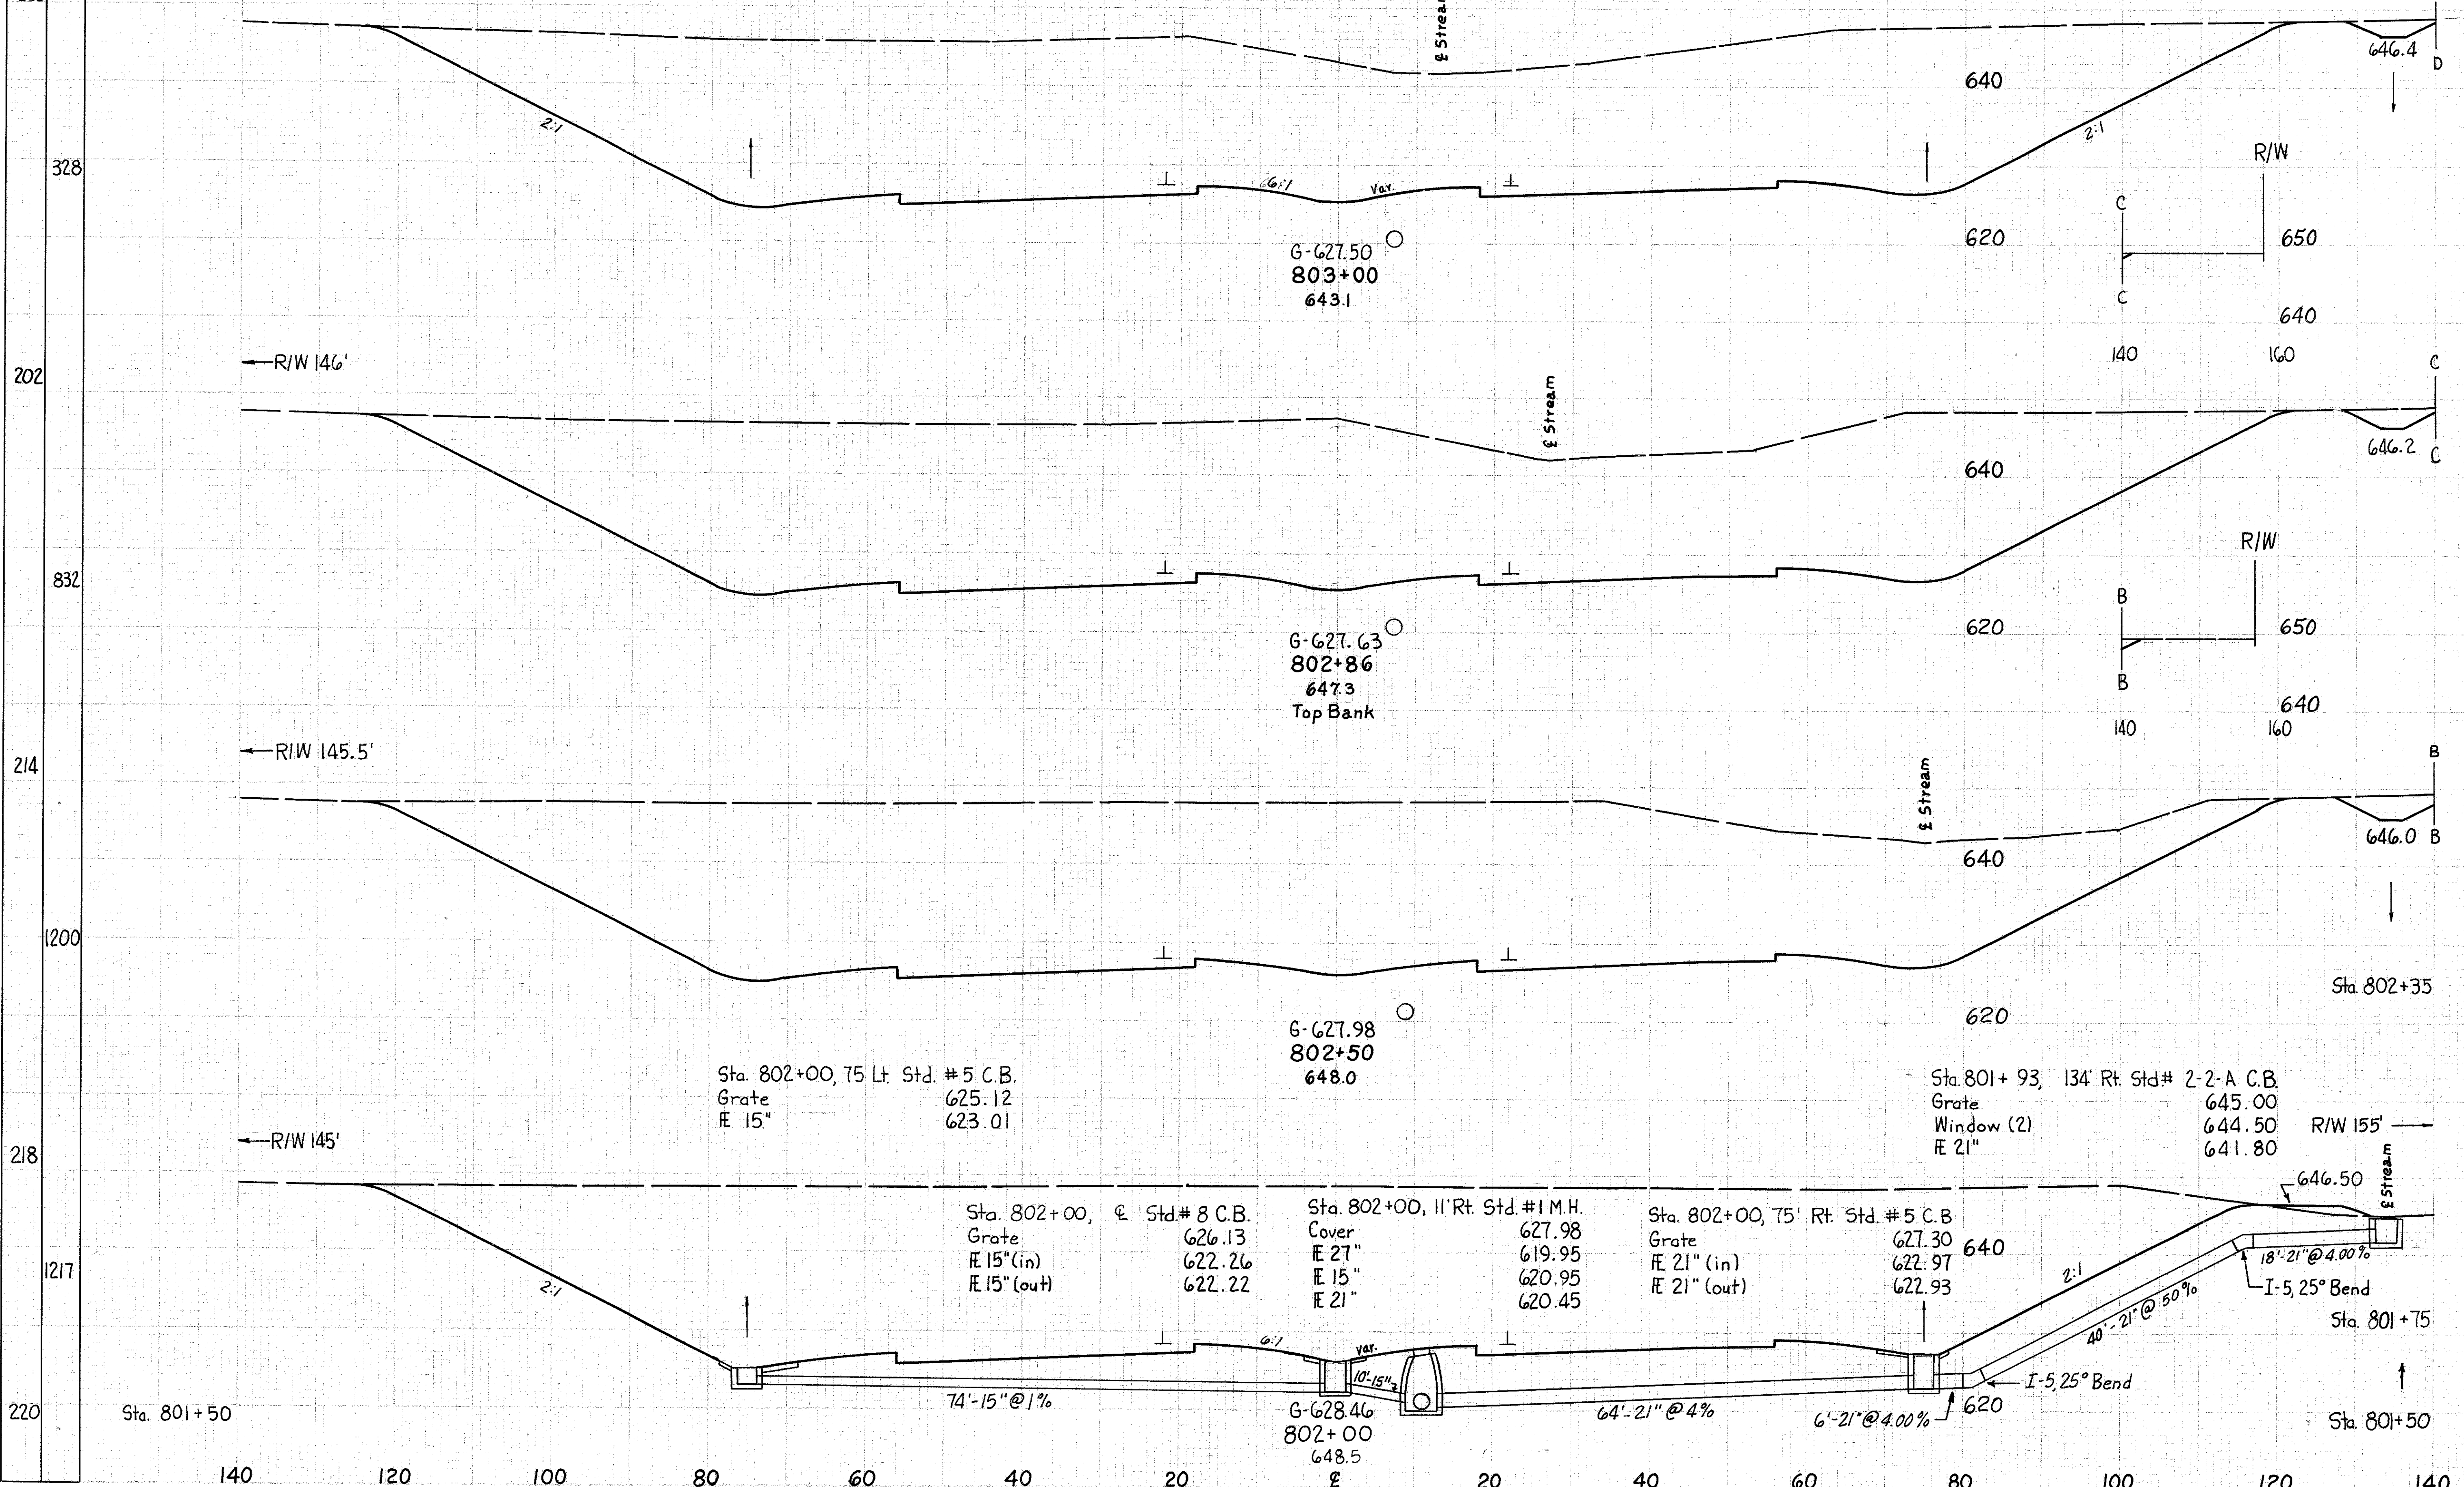 ₠ Stream
646.4
D
640
2:1
2:1
328
R/W
6:1
Var.
C
G-627.50
803+00
643.1
620
650
C
640
140
160
R/W 146'
202
C
₠ Stream
640
646.2
C
R/W
832
B
G-627.63
802+86
647.3
Top Bank
620
650
B
640
140
160
R/W 145.5'
214
B
₠ Stream
640
646.0
B
1200
Sta. 802+35
620
G-627.98
802+50
648.0
Sta. 802+00, 75 Lt. Std. #5 C.B.
Grate 625.12
FE 15" 623.01
Sta. 801+93, 134' Rt. Std# 2-2-A C.B.
Grate 645.00
Window (2) 644.50
FE 21" 641.80
R/W 155'
R/W 145'
218
₠ Stream
646.50
Sta. 802+00, ₠ Std.# 8 C.B.
Grate 626.13
FE 15" (in) 622.26
FE 15" (out) 622.22
Sta. 802+00, 11' Rt. Std. #1 M.H.
Cover 627.98
FE 27" 619.95
FE 15" 620.95
FE 21" 620.45
Sta. 802+00, 75' Rt. Std. #5 C.B
Grate 627.30
FE 21" (in) 622.97
FE 21" (out) 622.93
640
18'-21"@4.00%
1217
2:1
2:1
I-5, 25° Bend
40'-21"@50%
Sta. 801+75
6:1
var.
10'-15"
74'-15"@1%
64'-21"@4%
6'-21"@4.00%
I-5, 25° Bend
620
220
Sta. 801+50
G-628.46
802+00
648.5
Sta. 801+50
140 120 100 80 60 40 20 ₠ 20 40 60 80 100 120 140